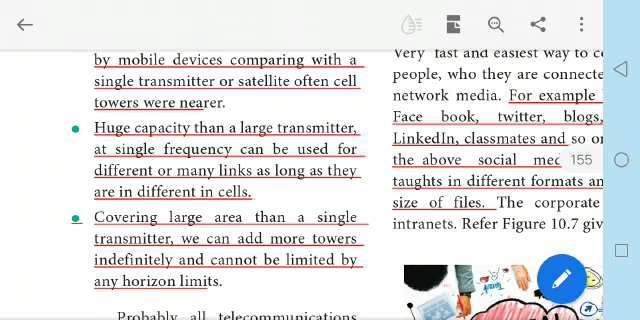 by mobile devices comparing with a
single transmitter or satellite often cell
towers were nearer.
Huge capacity than a large transmitter,
at single frequency can be used for
different or many links as long as they
are in different in cells.
Covering large area than a single
transmitter, we can add more towers
indefinitely and cannot be limited by
any horizon limits.
Probably all telecommunications
Very fast and easiest way to
people, who they are
network media. For example
Face book, twitter, blogs,
LinkedIn, classmates and so
the above social
taughts in different formats
size of files. The corporate
intranets. Refer Figure 10.7
155